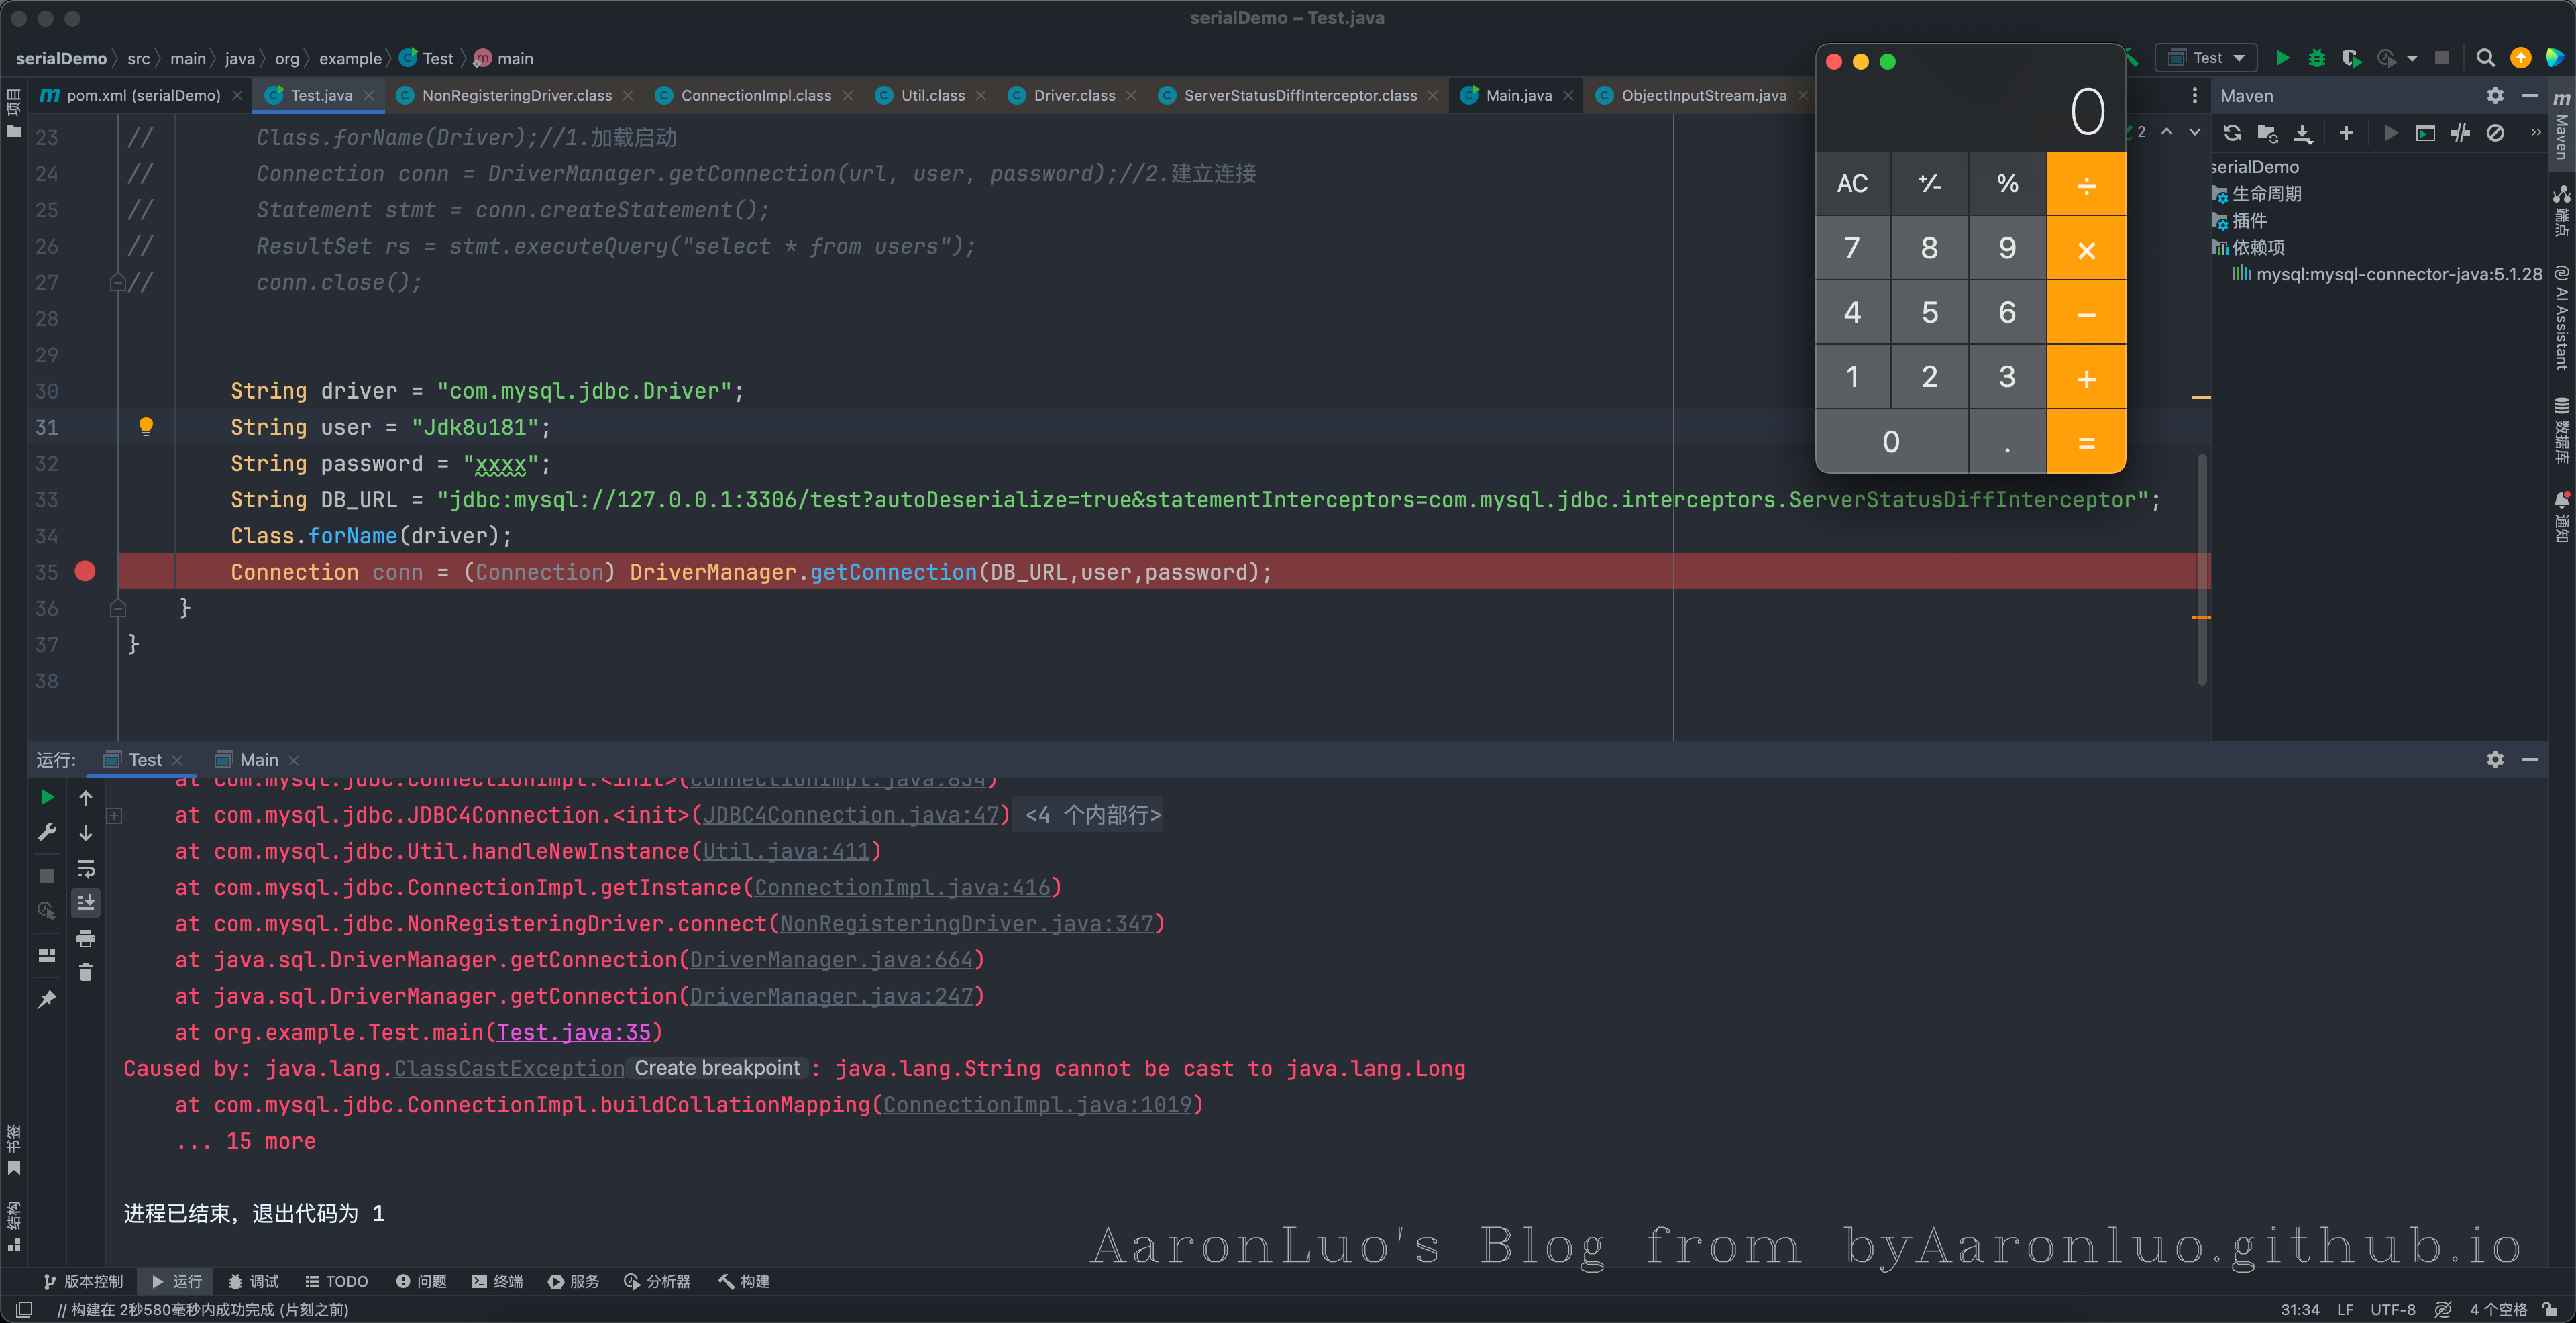 serialDemo – Test.java
serialDemo 〉 src 〉 main 〉 java 〉 org 〉 example 〉 Test 〉 main
Test
pom.xml (serialDemo) Test.java NonRegisteringDriver.class ConnectionImpl.class Util.class Driver.class ServerStatusDiffInterceptor.class Main.java ObjectInputStream.java
2
Maven
23 // Class.forName(Driver);//1.加载启动
24 // Connection conn = DriverManager.getConnection(url, user, password);//2.建立连接
25 // Statement stmt = conn.createStatement();
26 // ResultSet rs = stmt.executeQuery("select * from users");
27 // conn.close();
28
29
30 String driver = "com.mysql.jdbc.Driver";
31 String user = "Jdk8u181";
32 String password = "xxxx";
33 String DB_URL = "jdbc:mysql://127.0.0.1:3306/test?autoDeserialize=true&statementInterceptors=com.mysql.jdbc.interceptors.ServerStatusDiffInterceptor";
34 Class.forName(driver);
35 Connection conn = (Connection) DriverManager.getConnection(DB_URL,user,password);
36 }
37 }
38
0
AC +⁄- % ÷
7 8 9 ×
4 5 6 −
1 2 3 +
0 . =
serialDemo
生命周期
插件
依赖项
mysql:mysql-connector-java:5.1.28
项目
书签
结构
Maven
端点
AI Assistant
数据库
通知
运行: Test Main
at com.mysql.jdbc.ConnectionImpl.<init>(ConnectionImpl.java:834)
at com.mysql.jdbc.JDBC4Connection.<init>(JDBC4Connection.java:47) <4 个内部行>
at com.mysql.jdbc.Util.handleNewInstance(Util.java:411)
at com.mysql.jdbc.ConnectionImpl.getInstance(ConnectionImpl.java:416)
at com.mysql.jdbc.NonRegisteringDriver.connect(NonRegisteringDriver.java:347)
at java.sql.DriverManager.getConnection(DriverManager.java:664)
at java.sql.DriverManager.getConnection(DriverManager.java:247)
at org.example.Test.main(Test.java:35)
Caused by: java.lang.ClassCastException Create breakpoint : java.lang.String cannot be cast to java.lang.Long
at com.mysql.jdbc.ConnectionImpl.buildCollationMapping(ConnectionImpl.java:1019)
... 15 more
进程已结束，退出代码为 1
AaronLuo's Blog from byAaronluo.github.io
版本控制 运行 调试 TODO 问题 终端 服务 分析器 构建
// 构建在 2秒580毫秒内成功完成 (片刻之前)
31:34 LF UTF-8 4 个空格